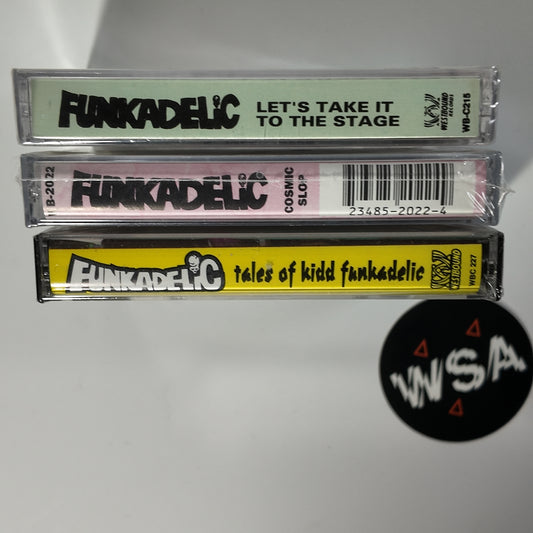 FUNKADELIC
LET'S TAKE IT
TO THE STAGE
WESTBOUND
RECORDS
WB-C215
B-2022
FUNKADELIC
COSMIC
SLOP
23485-2022-4
FUNKADELIC
tales of kidd funkadelic
WESTBOUND
WBC 227
WSA